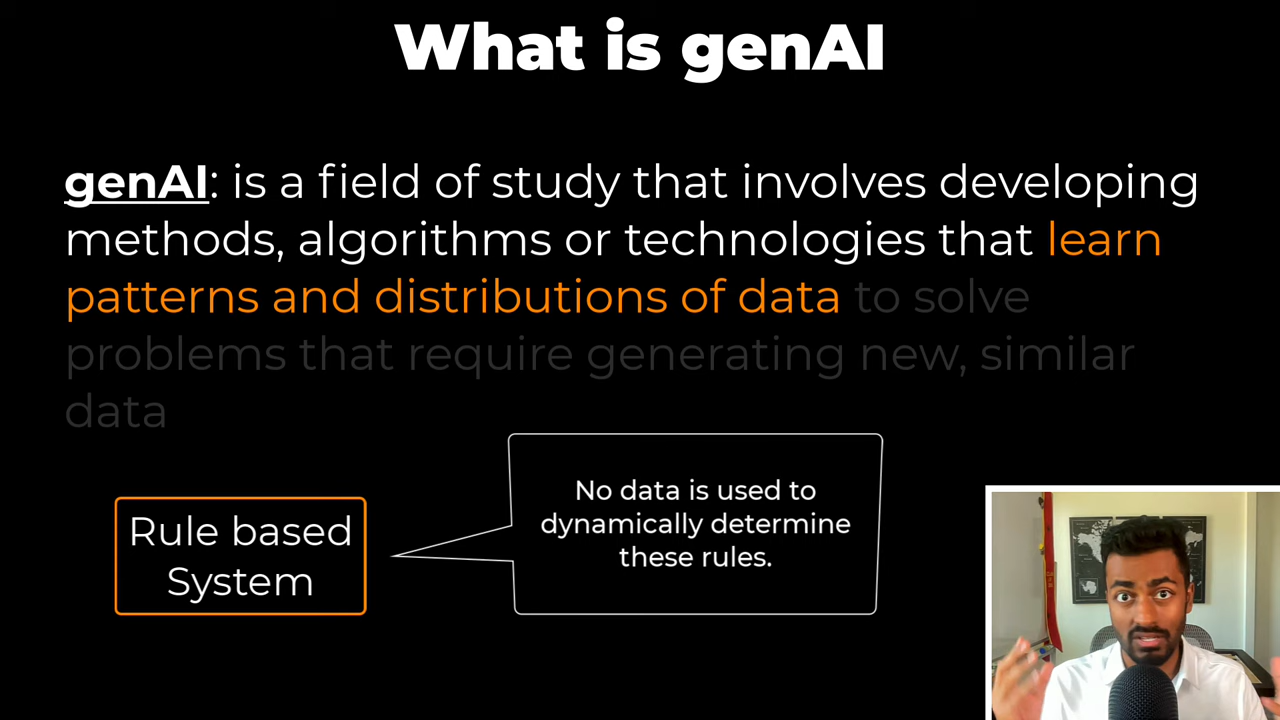 What is genAI
genAI: is a field of study that involves developing
methods, algorithms or technologies that learn
patterns and distributions of data to solve
problems that require generating new, similar
data
Rule based
System
No data is used to
dynamically determine
these rules.